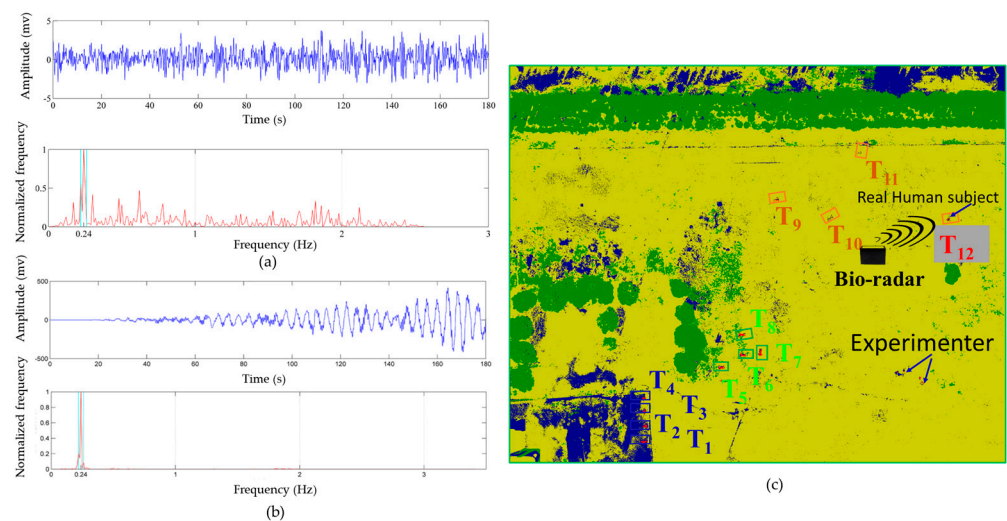 Amplitude (mv)
5
0
-5
0 20 40 60 80 100 120 140 160 180
Time (s)
Normalized frequency
1
0.5
0
0 0.24 1 2 3
Frequency (Hz)
(a)
Amplitude (mv)
500
0
-500
0 20 40 60 80 100 120 140 160 180
Time (s)
Normalized frequency
1
0.8
0.6
0.4
0.2
0
0 0.24 1 2 3
Frequency (Hz)
(b)
T11
Real Human subject
T9
T10
T12
Bio-radar
T8
T7
T6
T5
Experimenter
T4
T3
T2
T1
(c)